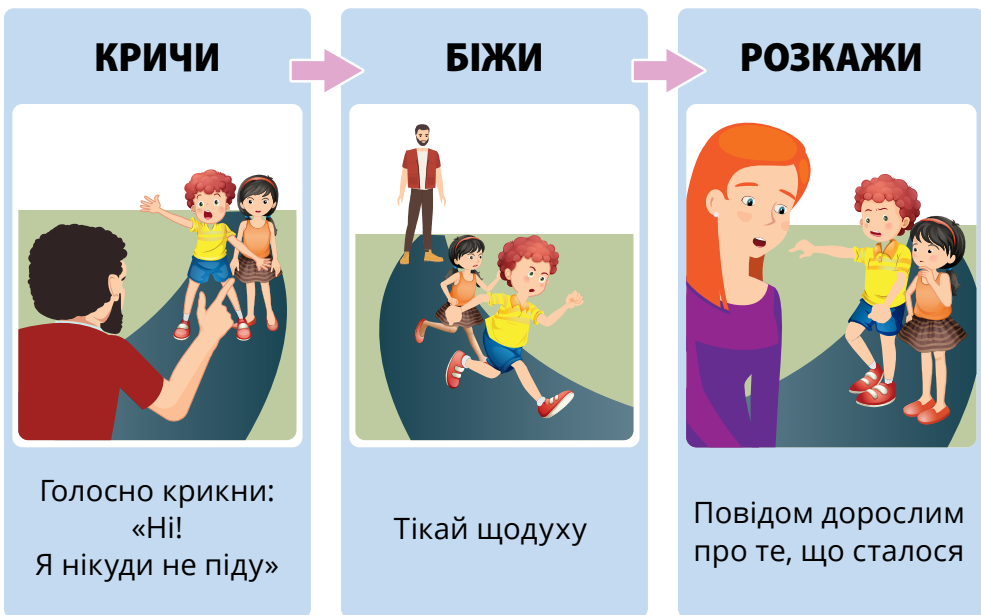 КРИЧИ
БІЖИ
РОЗКАЖИ
Голосно крикни:
«Ні!
Я нікуди не піду»
Тікай щодуху
Повідом дорослим
про те, що сталося